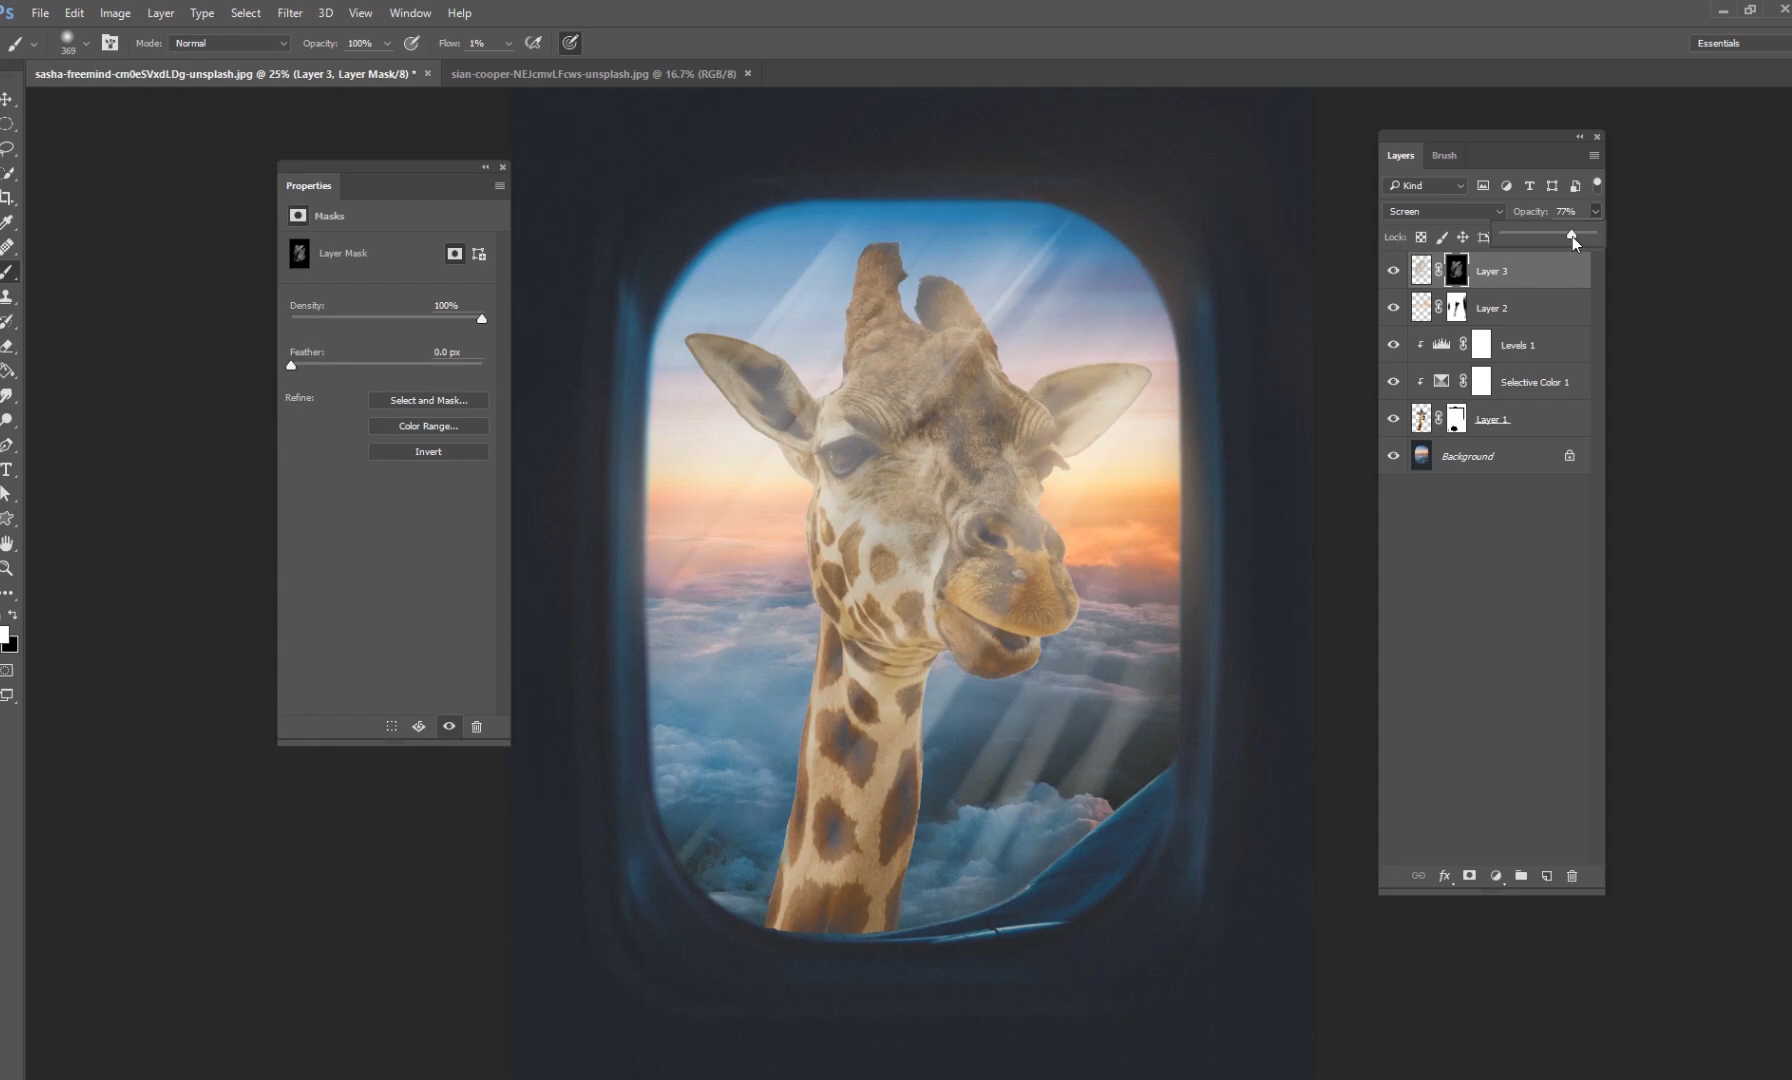 Ps File Edit Image Layer Type Select Filter 3D View Window Help
369 Mode: Normal Opacity: 100% Flow: 1% Essentials
sasha-freemind-cm0eSVxdLDg-unsplash.jpg @ 25% (Layer 3, Layer Mask/8) * sian-cooper-NEJcmvLFcws-unsplash.jpg @ 16.7% (RGB/8)
Properties
Masks
Layer Mask
Density: 100%
Feather: 0.0 px
Refine: Select and Mask...
Color Range...
Invert
Layers Brush
Kind
Screen Opacity: 77%
Lock:
Layer 3
Layer 2
Levels 1
Selective Color 1
Layer 1
Background
fx